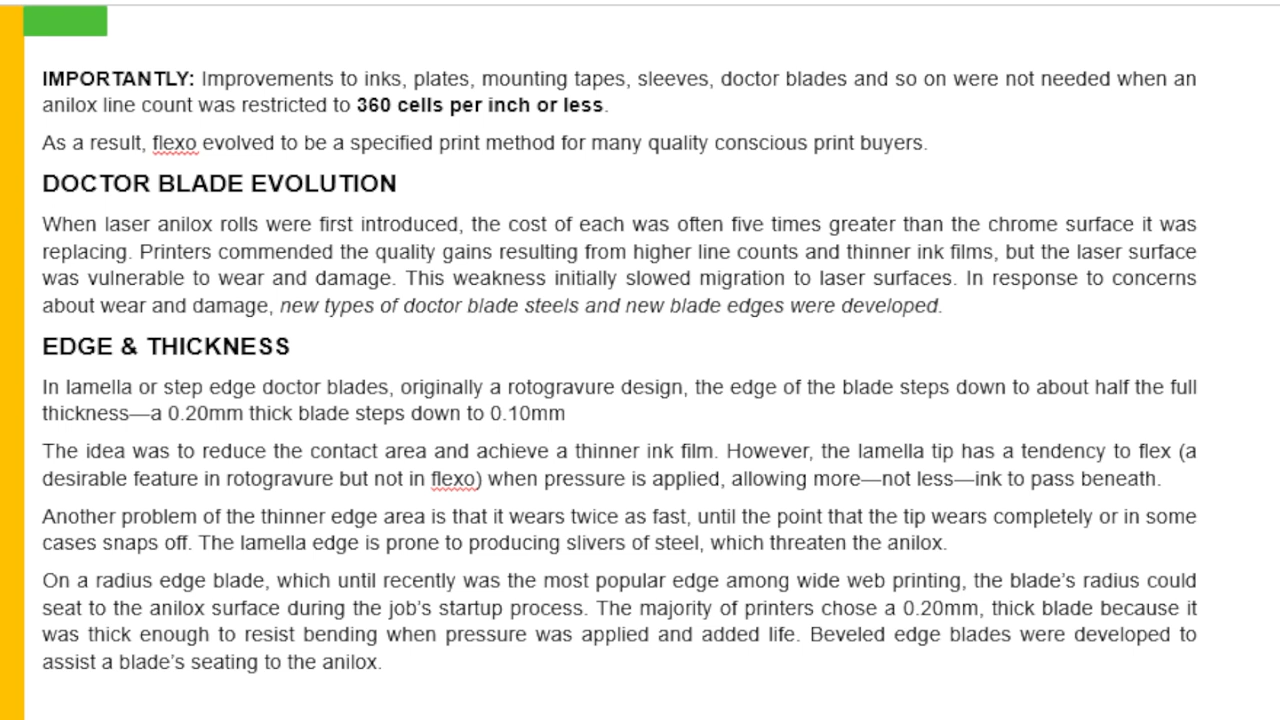 IMPORTANTLY: Improvements to inks, plates, mounting tapes, sleeves, doctor blades and so on were not needed when an
anilox line count was restricted to 360 cells per inch or less.
As a result, flexo evolved to be a specified print method for many quality conscious print buyers.
DOCTOR BLADE EVOLUTION
When laser anilox rolls were first introduced, the cost of each was often five times greater than the chrome surface it was
replacing. Printers commended the quality gains resulting from higher line counts and thinner ink films, but the laser surface
was vulnerable to wear and damage. This weakness initially slowed migration to laser surfaces. In response to concerns
about wear and damage, new types of doctor blade steels and new blade edges were developed.
EDGE & THICKNESS
In lamella or step edge doctor blades, originally a rotogravure design, the edge of the blade steps down to about half the full
thickness—a 0.20mm thick blade steps down to 0.10mm
The idea was to reduce the contact area and achieve a thinner ink film. However, the lamella tip has a tendency to flex (a
desirable feature in rotogravure but not in flexo) when pressure is applied, allowing more—not less—ink to pass beneath.
Another problem of the thinner edge area is that it wears twice as fast, until the point that the tip wears completely or in some
cases snaps off. The lamella edge is prone to producing slivers of steel, which threaten the anilox.
On a radius edge blade, which until recently was the most popular edge among wide web printing, the blade’s radius could
seat to the anilox surface during the job’s startup process. The majority of printers chose a 0.20mm, thick blade because it
was thick enough to resist bending when pressure was applied and added life. Beveled edge blades were developed to
assist a blade’s seating to the anilox.